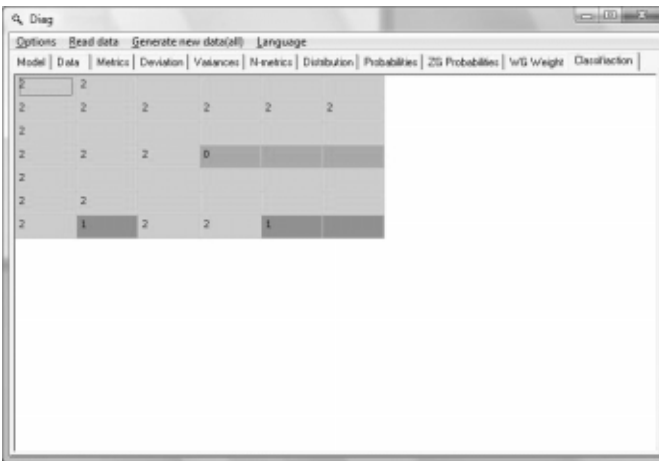 Diag
Options Read data Generate new data(all) Language
Model Data Metrics Deviation Variances N-metrics Distribution Probabilities ZG Probabilities WG Weight Classifiaction
2 2
2 2 2 2 2 2
2
2 2 2 0
2
2 2
2 1 2 2 1